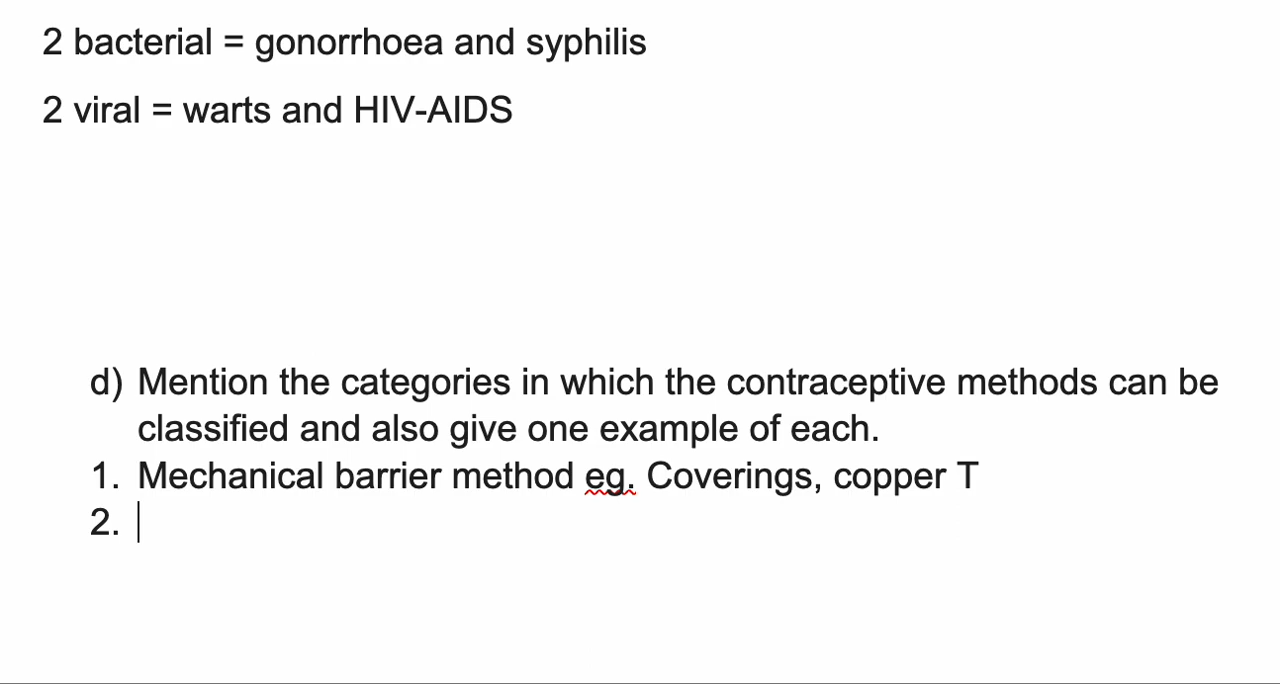 2 bacterial = gonorrhoea and syphilis
2 viral = warts and HIV-AIDS
d) Mention the categories in which the contraceptive methods can be
classified and also give one example of each.
1. Mechanical barrier method eg. Coverings, copper T
2.